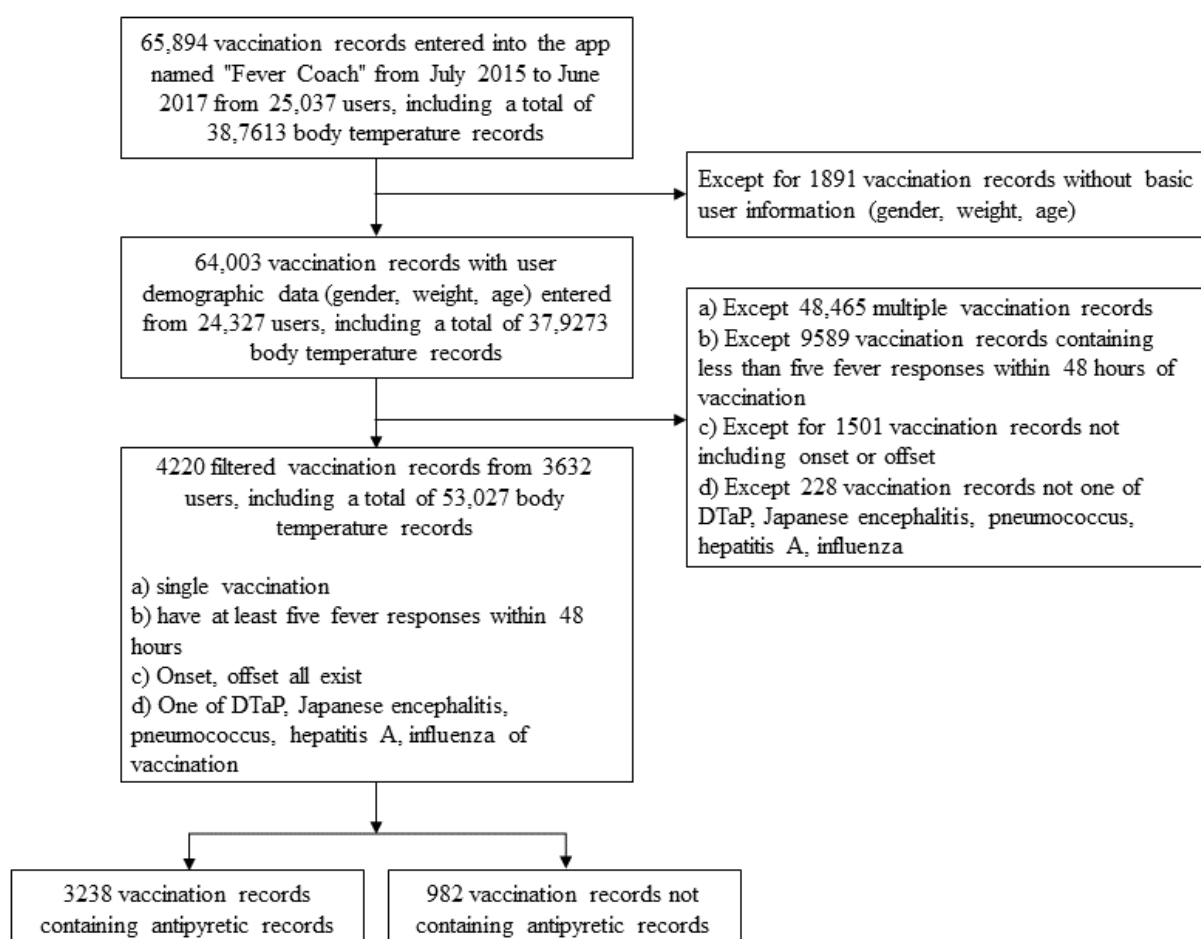 65,894 vaccination records entered into the app
named "Fever Coach" from July 2015 to June
2017 from 25,037 users, including a total of
38,7613 body temperature records
Except for 1891 vaccination records without basic
user information (gender, weight, age)
64,003 vaccination records with user
demographic data (gender, weight, age) entered
from 24,327 users, including a total of 37,9273
body temperature records
a) Except 48,465 multiple vaccination records
b) Except 9589 vaccination records containing
less than five fever responses within 48 hours of
vaccination
c) Except for 1501 vaccination records not
including onset or offset
d) Except 228 vaccination records not one of
DTaP, Japanese encephalitis, pneumococcus,
hepatitis A, influenza
4220 filtered vaccination records from 3632
users, including a total of 53,027 body
temperature records
a) single vaccination
b) have at least five fever responses within 48
hours
c) Onset, offset all exist
d) One of DTaP, Japanese encephalitis,
pneumococcus, hepatitis A, influenza of
vaccination
3238 vaccination records
containing antipyretic records
982 vaccination records not
containing antipyretic records